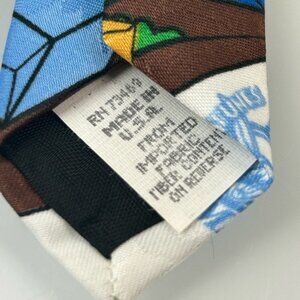 RN 73469
MADE IN
U.S.A.
FROM
IMPORTED
FABRIC
FIBER CONTENT
ON REVERSE